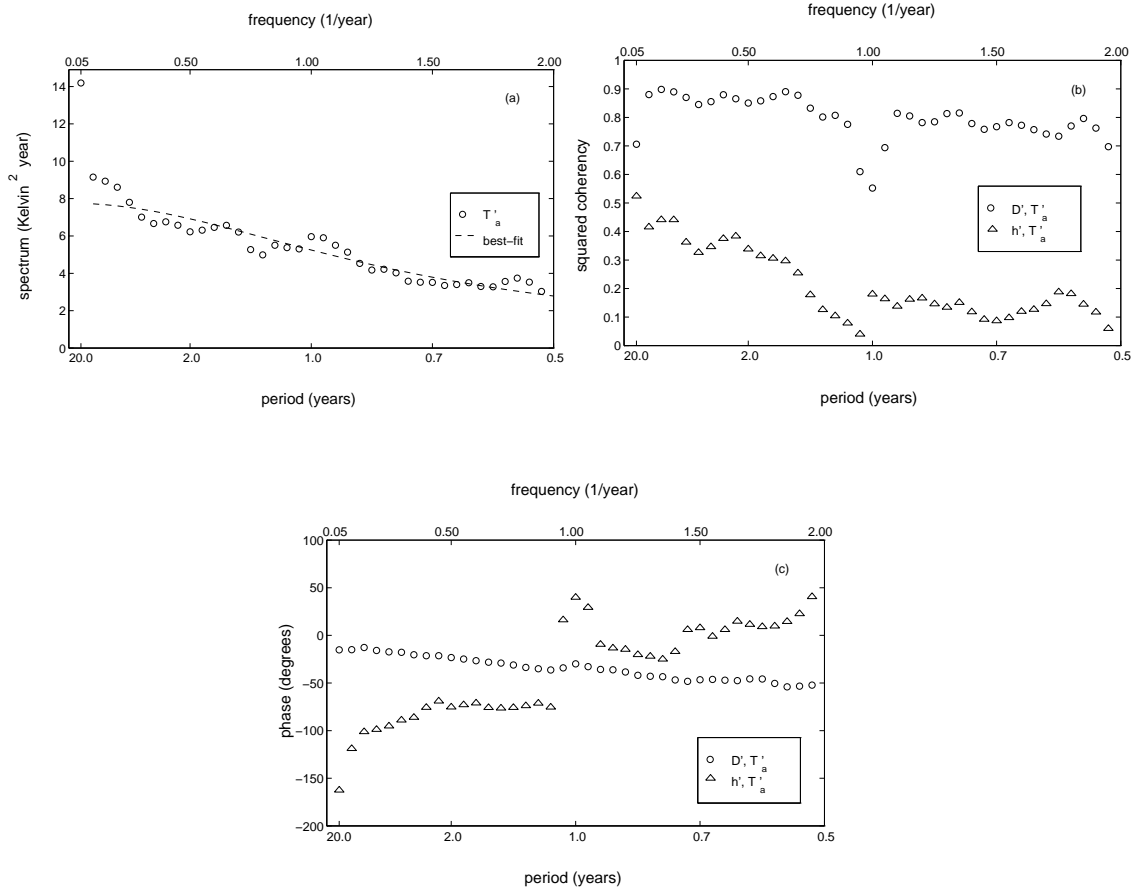 frequency (1/year)
0.05 0.50 1.00 1.50 2.00
(a)
spectrum (Kelvin 2 year)
14
12
10
8
6
4
2
0
T'a
best–fit
20.0 2.0 1.0 0.7 0.5
period (years)
frequency (1/year)
0.05 0.50 1.00 1.50 2.00
(b)
squared coherency
1
0.9
0.8
0.7
0.6
0.5
0.4
0.3
0.2
0.1
0
D', T'a
h', T'a
20.0 2.0 1.0 0.7 0.5
period (years)
frequency (1/year)
0.05 0.50 1.00 1.50 2.00
(c)
phase (degrees)
100
50
0
−50
−100
−150
−200
D', T'a
h', T'a
20.0 2.0 1.0 0.7 0.5
period (years)